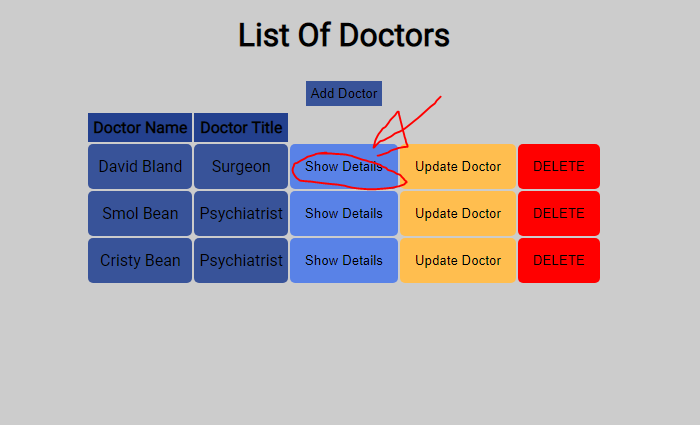 List Of Doctors
Add Doctor
Doctor Name Doctor Title
David Bland Surgeon Show Details Update Doctor DELETE
Smol Bean Psychiatrist Show Details Update Doctor DELETE
Cristy Bean Psychiatrist Show Details Update Doctor DELETE